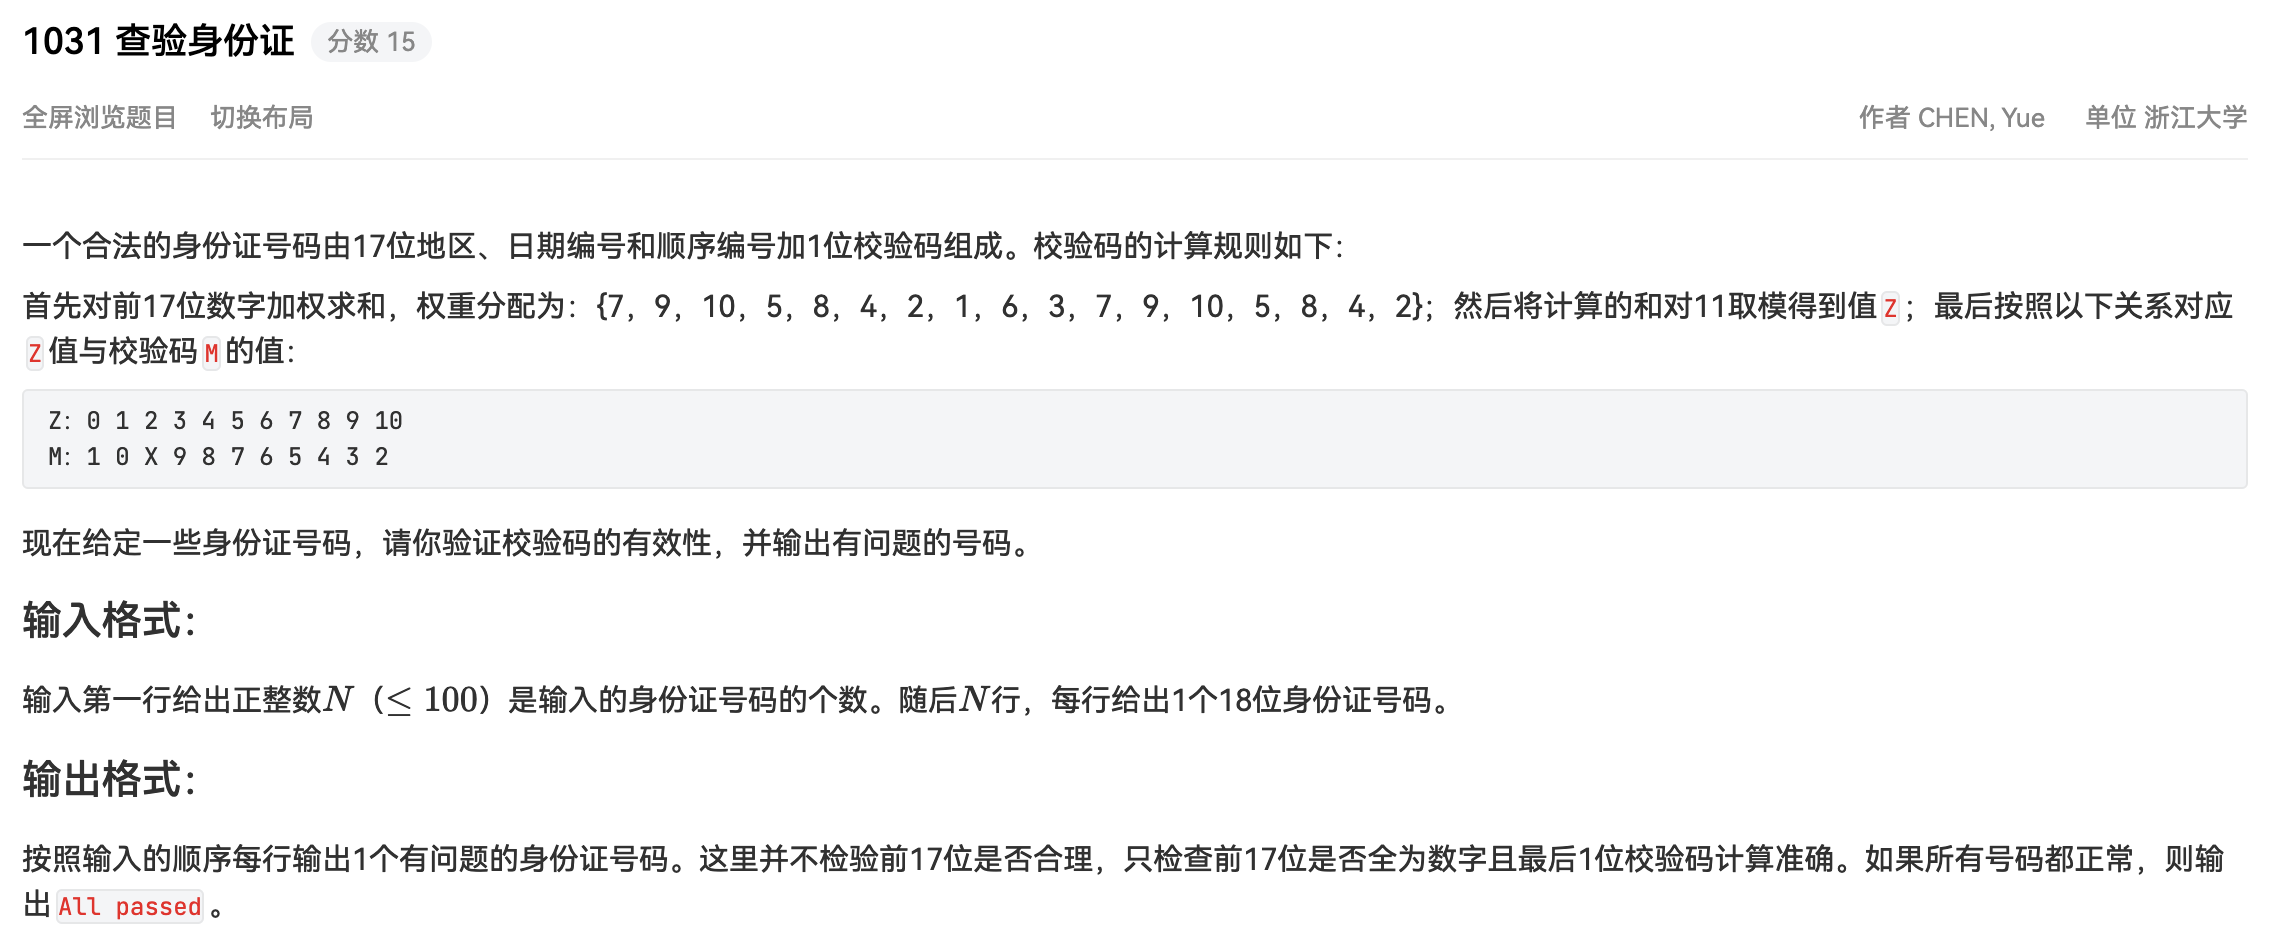 1031 查验身份证 分数 15
全屏浏览题目 切换布局 作者 CHEN, Yue 单位 浙江大学
一个合法的身份证号码由17位地区、日期编号和顺序编号加1位校验码组成。校验码的计算规则如下：
首先对前17位数字加权求和，权重分配为：{7，9，10，5，8，4，2，1，6，3，7，9，10，5，8，4，2}；然后将计算的和对11取模得到值Z；最后按照以下关系对应
Z值与校验码M的值：
Z：0 1 2 3 4 5 6 7 8 9 10
M：1 0 X 9 8 7 6 5 4 3 2
现在给定一些身份证号码，请你验证校验码的有效性，并输出有问题的号码。
输入格式：
输入第一行给出正整数N（≤ 100）是输入的身份证号码的个数。随后N行，每行给出1个18位身份证号码。
输出格式：
按照输入的顺序每行输出1个有问题的身份证号码。这里并不检验前17位是否合理，只检查前17位是否全为数字且最后1位校验码计算准确。如果所有号码都正常，则输
出All passed。